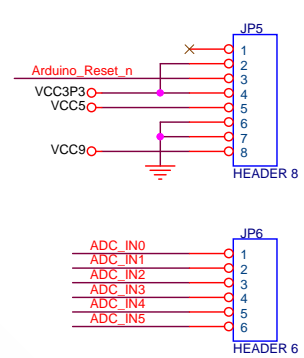 JP5
1
2
Arduino_Reset_n 3
VCC3P3 4
VCC5 5
6
7
VCC9 8
HEADER 8
JP6
ADC_IN0 1
ADC_IN1 2
ADC_IN2 3
ADC_IN3 4
ADC_IN4 5
ADC_IN5 6
HEADER 6